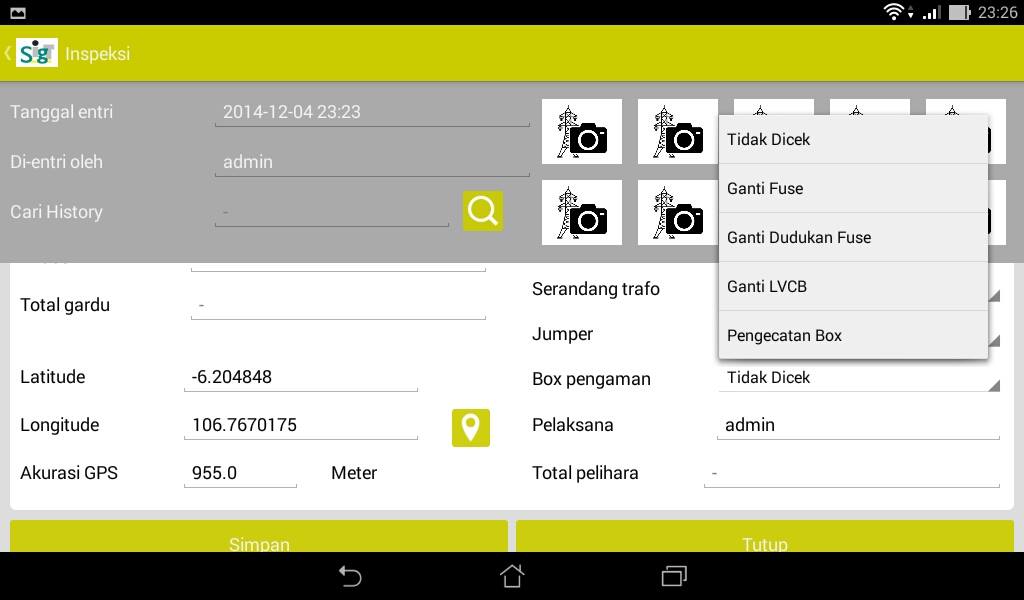 23:26
SigIT Inspeksi
Tanggal entri 2014-12-04 23:23
Di-entri oleh admin
Cari History -
Tidak Dicek
Ganti Fuse
Ganti Dudukan Fuse
Ganti LVCB
Pengecatan Box
Total gardu -
Latitude -6.204848
Longitude 106.7670175
Akurasi GPS 955.0 Meter
Serandang trafo
Jumper
Box pengaman Tidak Dicek
Pelaksana admin
Total pelihara -
Simpan
Tutup